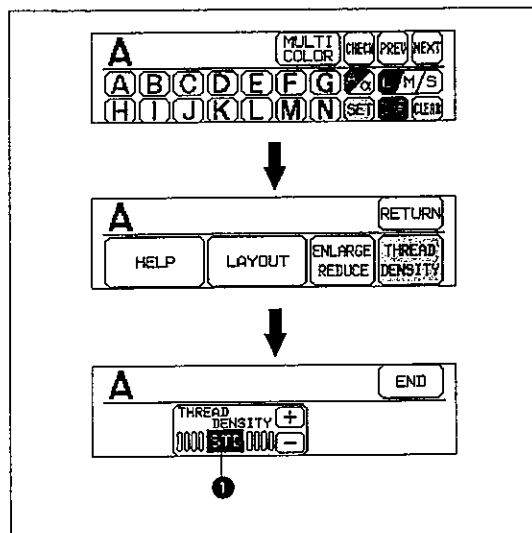 A MULTI COLOR CHECK PREV NEXT
A B C D E F G A/α L/M/S
H I J K L M N SET CLEAR
A RETURN
HELP LAYOUT ENLARGE REDUCE THREAD DENSITY
A END
THREAD DENSITY +
STD −
1